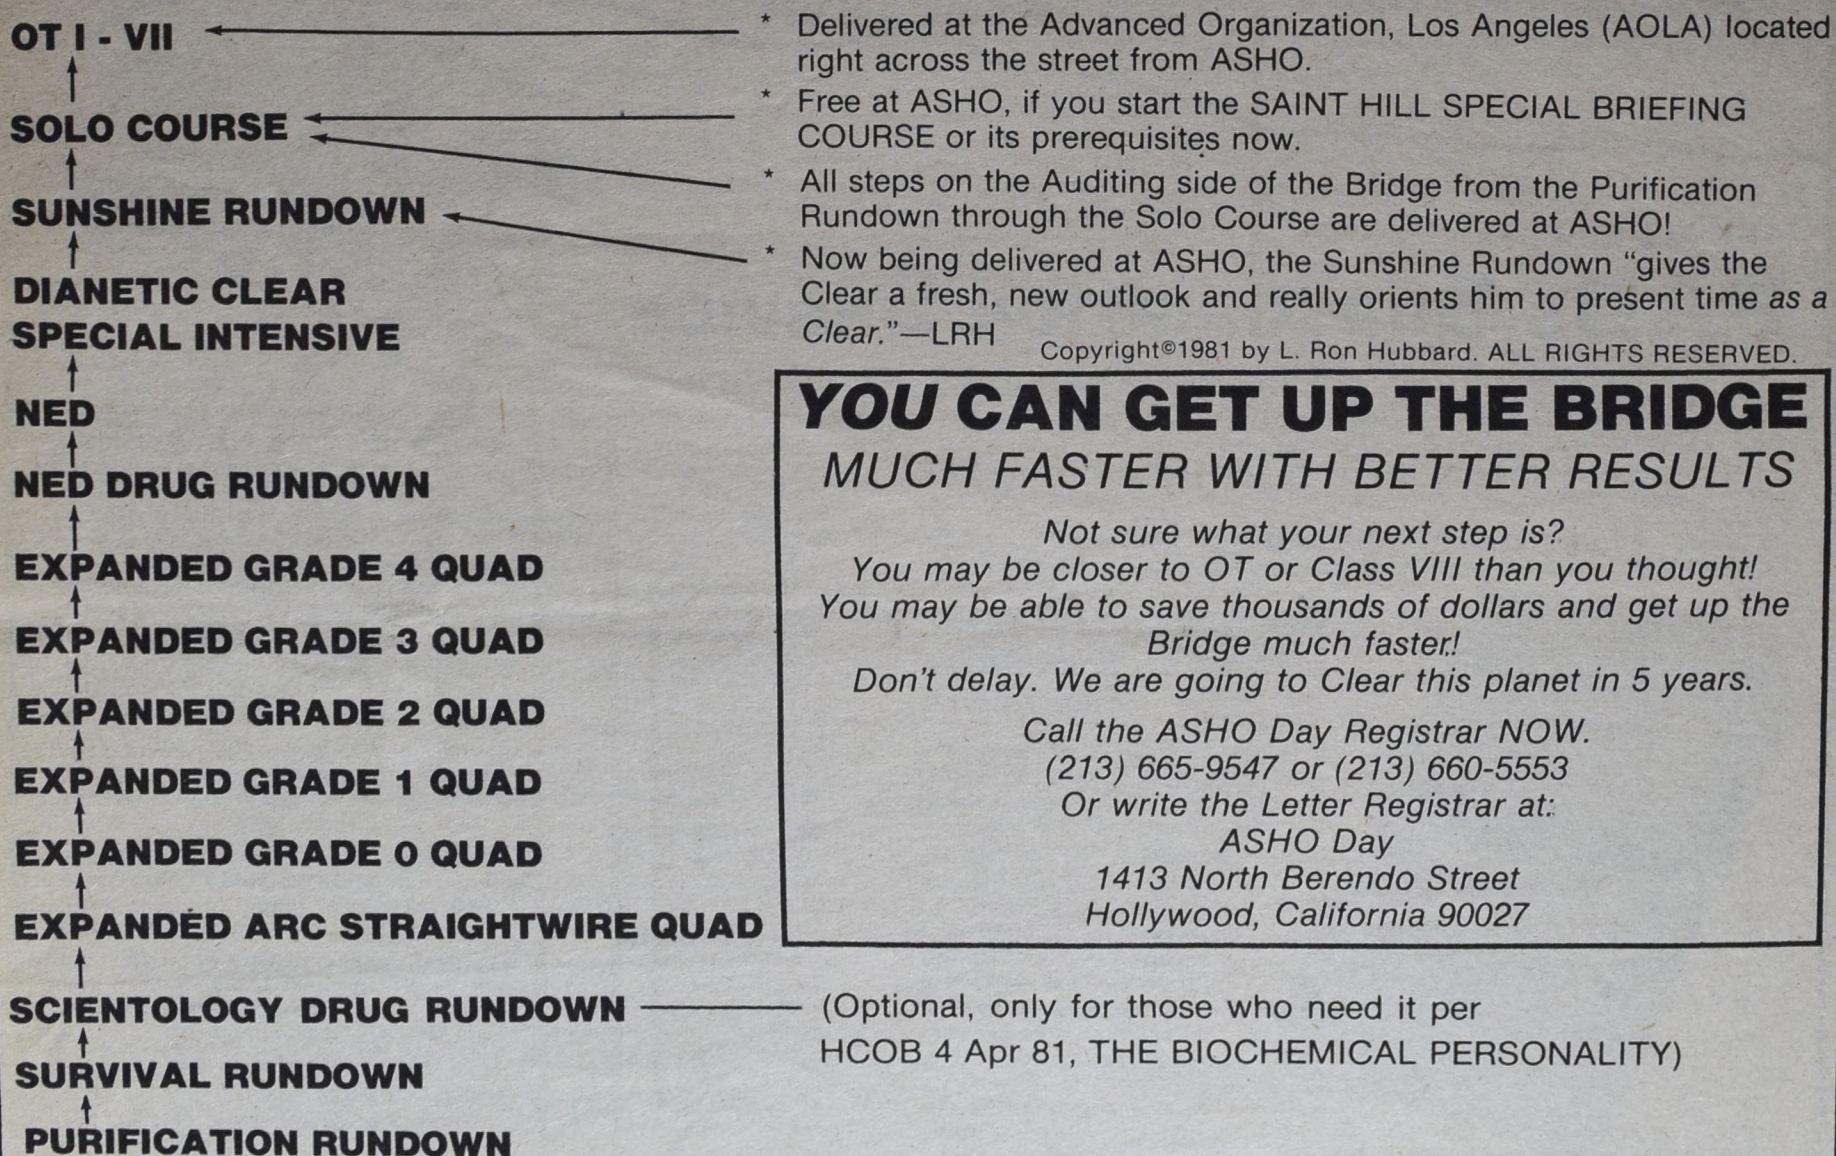 OT I - VII
SOLO COURSE
SUNSHINE RUNDOWN
DIANETIC CLEAR
SPECIAL INTENSIVE
NED
NED DRUG RUNDOWN
EXPANDED GRADE 4 QUAD
EXPANDED GRADE 3 QUAD
EXPANDED GRADE 2 QUAD
EXPANDED GRADE 1 QUAD
EXPANDED GRADE 0 QUAD
EXPANDED ARC STRAIGHTWIRE QUAD
SCIENTOLOGY DRUG RUNDOWN
SURVIVAL RUNDOWN
PURIFICATION RUNDOWN
* Delivered at the Advanced Organization, Los Angeles (AOLA) located
right across the street from ASHO.
* Free at ASHO, if you start the SAINT HILL SPECIAL BRIEFING
COURSE or its prerequisites now.
* All steps on the Auditing side of the Bridge from the Purification
Rundown through the Solo Course are delivered at ASHO!
* Now being delivered at ASHO, the Sunshine Rundown “gives the
Clear a fresh, new outlook and really orients him to present time as a
Clear.”—LRH
Copyright©1981 by L. Ron Hubbard. ALL RIGHTS RESERVED.
YOU CAN GET UP THE BRIDGE
MUCH FASTER WITH BETTER RESULTS
Not sure what your next step is?
You may be closer to OT or Class VIII than you thought!
You may be able to save thousands of dollars and get up the
Bridge much faster!
Don't delay. We are going to Clear this planet in 5 years.
Call the ASHO Day Registrar NOW.
(213) 665-9547 or (213) 660-5553
Or write the Letter Registrar at:
ASHO Day
1413 North Berendo Street
Hollywood, California 90027
(Optional, only for those who need it per
HCOB 4 Apr 81, THE BIOCHEMICAL PERSONALITY)